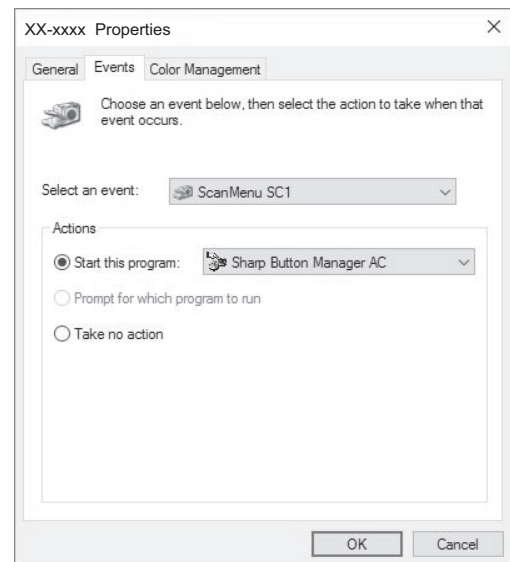 XX-xxxx Properties
General Events Color Management
Choose an event below, then select the action to take when that
event occurs.
Select an event: ScanMenu SC1
Actions
Start this program: Sharp Button Manager AC
Prompt for which program to run
Take no action
OK Cancel